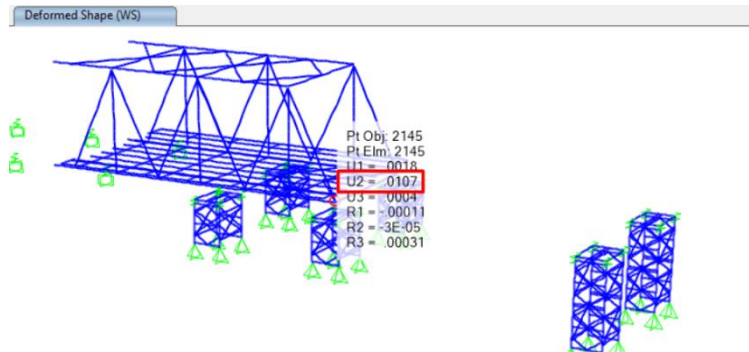 Deformed Shape (WS)
Pt Obj: 2145
Pt Elm: 2145
U1 = .0018
U2 = .0107
U3 = .0004
R1 = -.00011
R2 = -3E-05
R3 = .00031